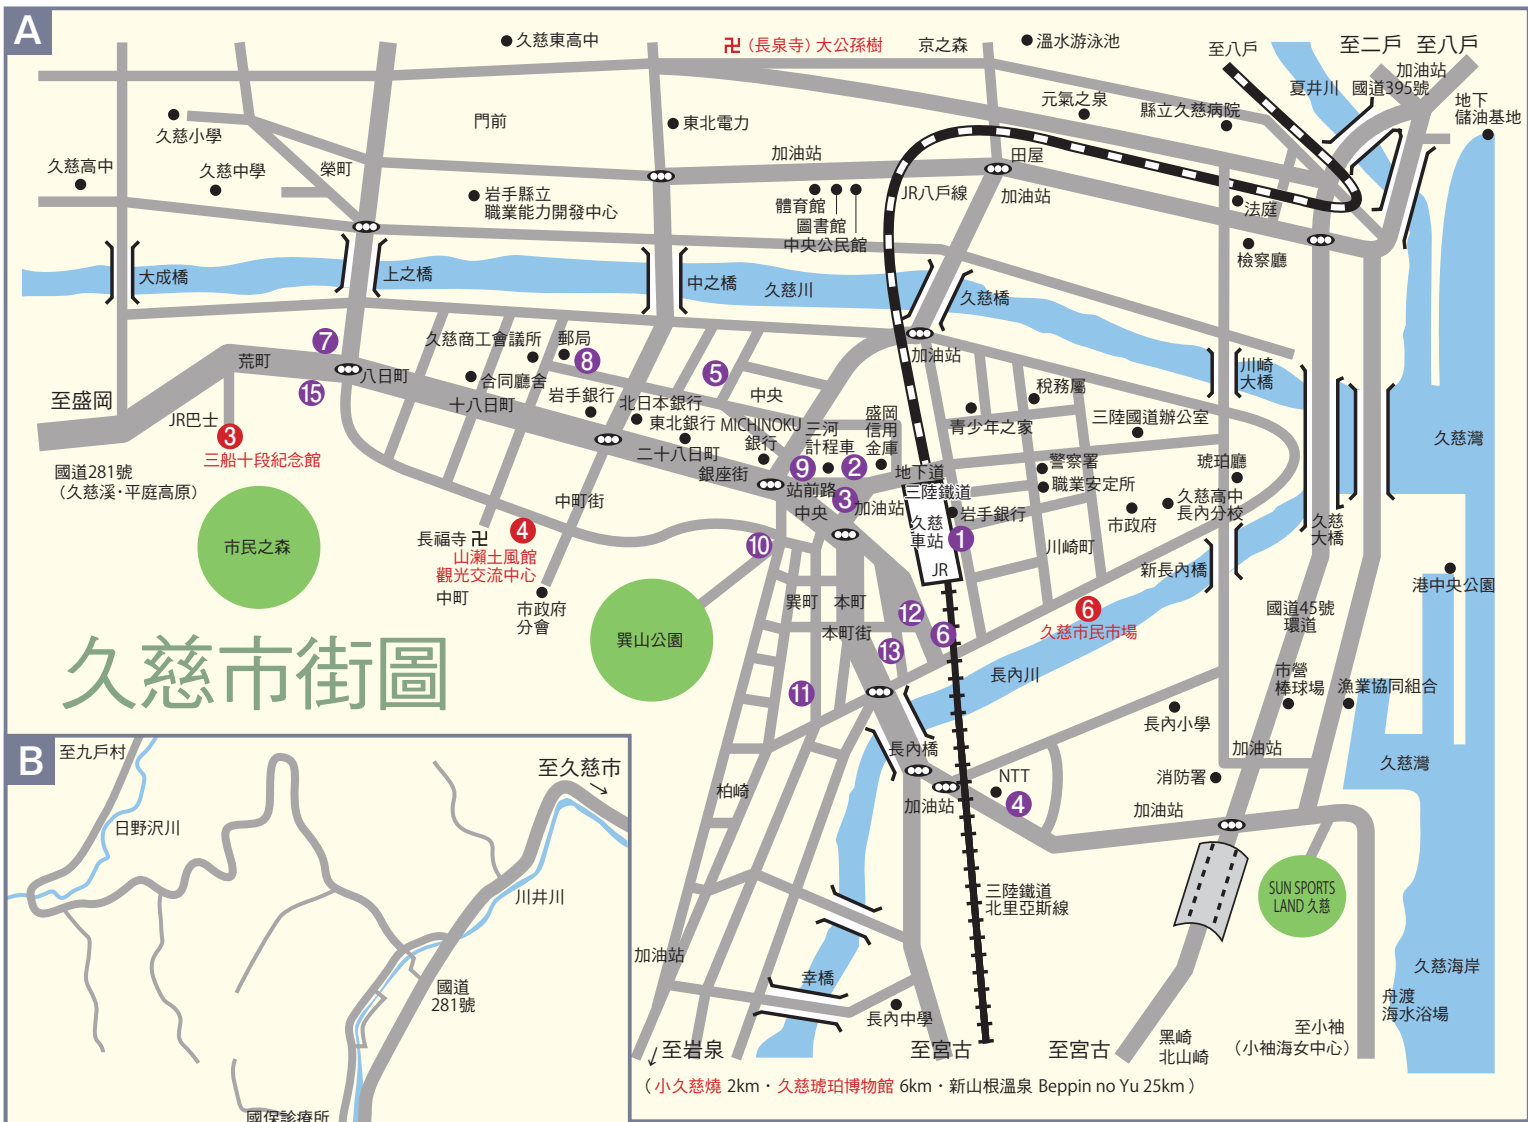 A
久慈東高中
卍（長泉寺）大公孫樹
京之森
溫水游泳池
至八戶
至二戶
至八戶
加油站
夏井川
國道395號
地下
儲油基地
元氣之泉
縣立久慈病院
久慈小學
門前
東北電力
加油站
田屋
久慈高中
久慈中學
榮町
岩手縣立
職業能力開發中心
體育館
圖書館
中央公民館
JR八戶線
加油站
法庭
檢察廳
大成橋
上之橋
中之橋
久慈川
久慈橋
7
久慈商工會議所
郵局
8
5
加油站
川崎
大橋
荒町
八日町
15
合同廳舍
十八日町
岩手銀行
北日本銀行
東北銀行
中央
MICHINOKU
銀行
三河
計程車
盛岡
信用
金庫
稅務屬
青少年之家
三陸國道辦公室
久慈灣
至盛岡
JR巴士
3
三船十段紀念館
二十八日町
銀座街
9
2
站前路
3
地下道
警察署
職業安定所
琥珀廳
國道281號
（久慈溪·平庭高原）
中町街
中央
加油站
三陸鐵道
久慈
車站
JR
岩手銀行
1
市政府
久慈高中
長內分校
久慈
大橋
市民之森
長福寺卍
4
山瀨土風館
觀光交流中心
中町
市政府
分會
10
川崎町
新長內橋
港中央公園
巽山公園
巽町
本町
本町街
12
6
13
6
久慈市民市場
國道45號
環道
久慈市街圖
11
長內川
市營
棒球場
漁業協同組合
長內小學
加油站
久慈灣
長內橋
柏崎
加油站
NTT
4
消防署
加油站
SUN SPORTS
LAND 久慈
三陸鐵道
北里亞斯線
加油站
幸橋
長內中學
久慈海岸
舟渡
海水浴場
至小袖
（小袖海女中心）
黑崎
北山崎
至岩泉
至宮古
至宮古
（小久慈燒 2km·久慈琥珀博物館 6km·新山根溫泉 Beppin no Yu 25km）
B
至九戶村
至久慈市
日野沢川
川井川
國道
281號
國保診療所